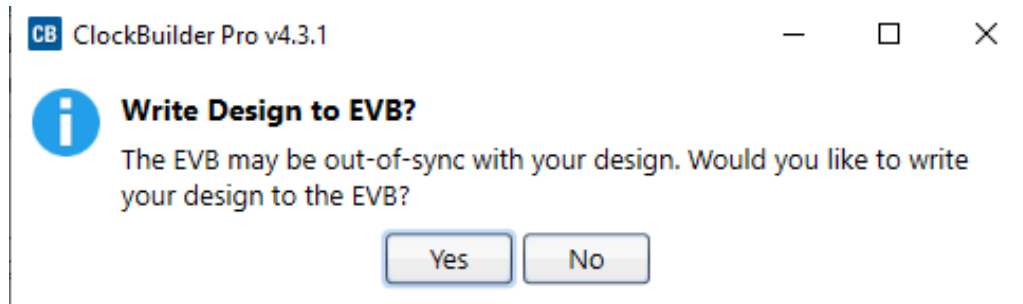 CB ClockBuilder Pro v4.3.1
Write Design to EVB?
The EVB may be out-of-sync with your design. Would you like to write
your design to the EVB?
Yes No